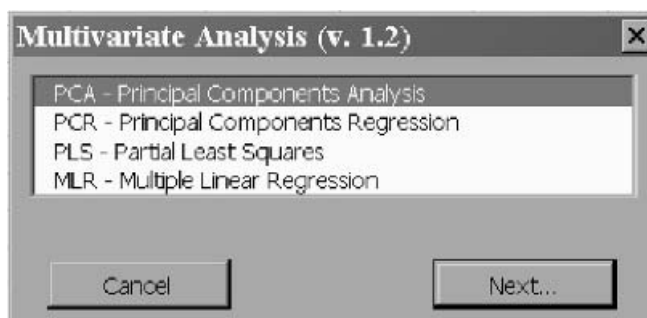 Multivariate Analysis (v. 1.2)
PCA - Principal Components Analysis
PCR - Principal Components Regression
PLS - Partial Least Squares
MLR - Multiple Linear Regression
Cancel
Next...